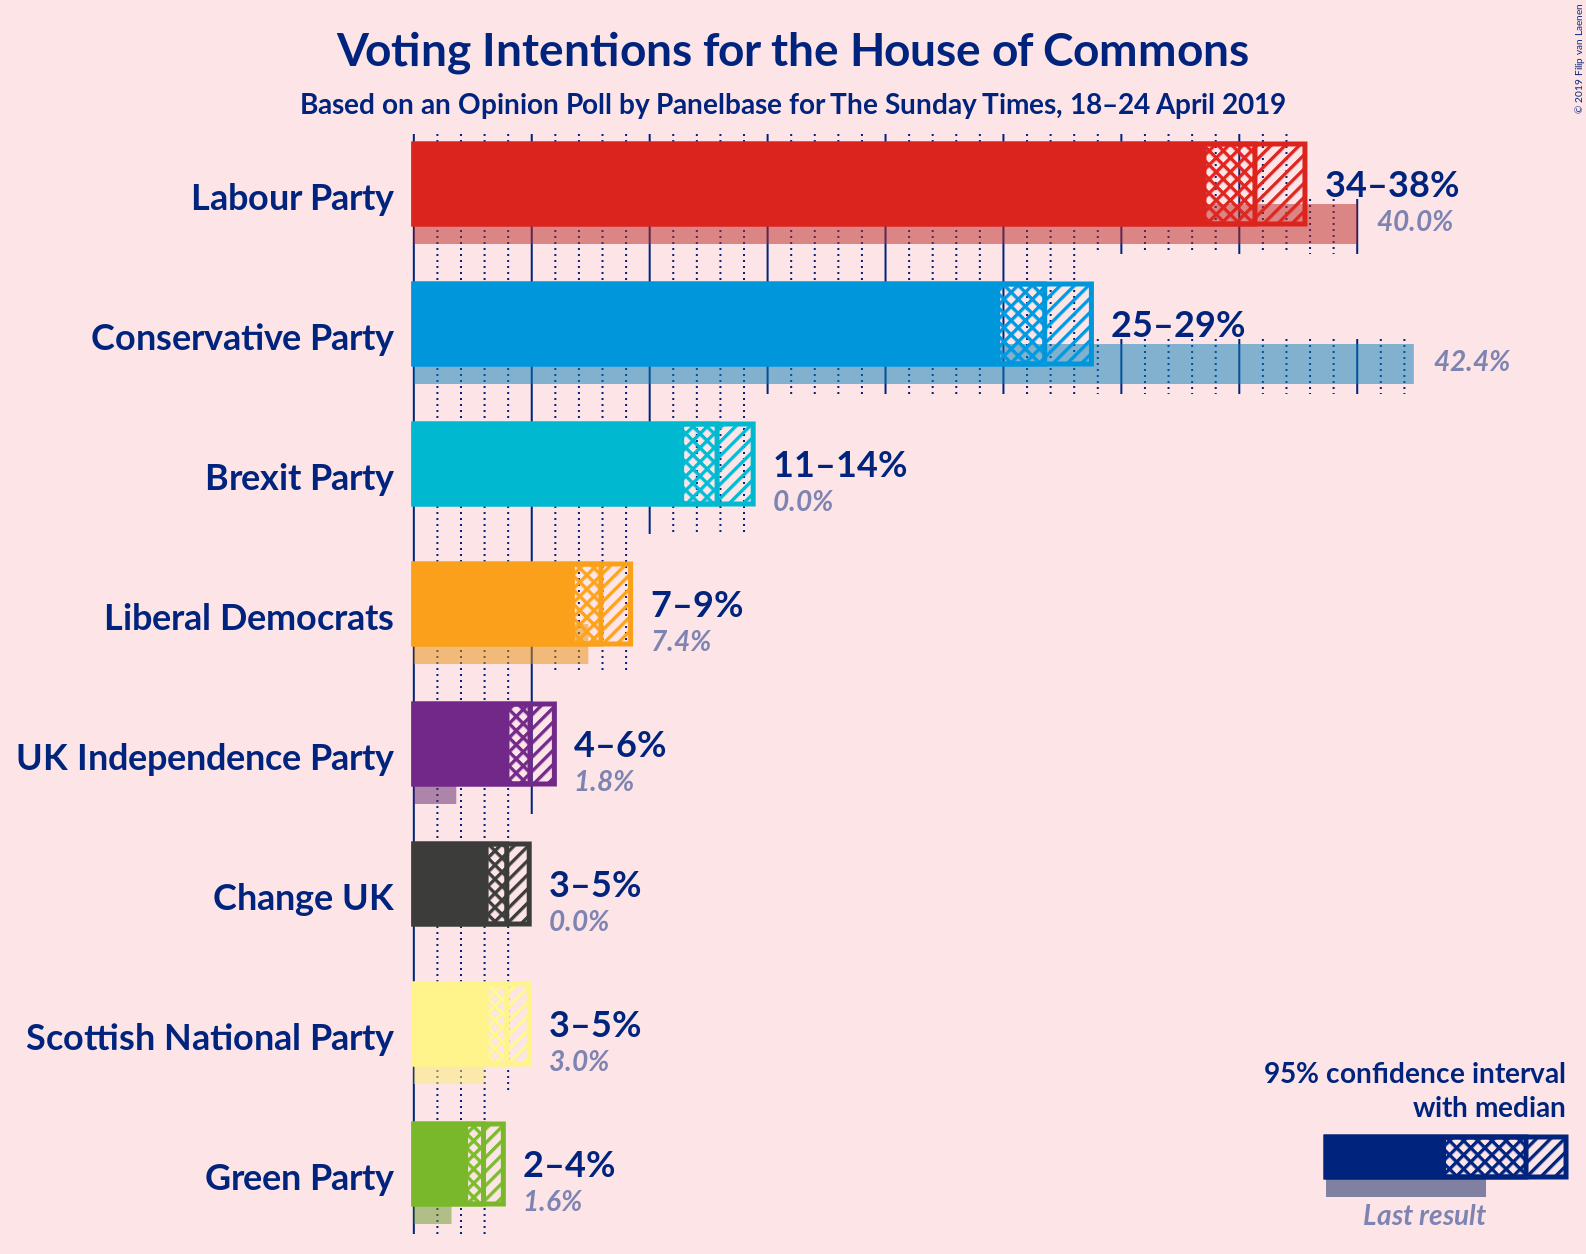 Voting Intentions for the House of Commons
Based on an Opinion Poll by Panelbase for The Sunday Times, 18–24 April 2019
© 2019 Filip van Laenen
Labour Party
34–38%
40.0%
Conservative Party
25–29%
42.4%
Brexit Party
11–14%
0.0%
Liberal Democrats
7–9%
7.4%
UK Independence Party
4–6%
1.8%
Change UK
3–5%
0.0%
Scottish National Party
3–5%
3.0%
Green Party
2–4%
1.6%
95% confidence interval
with median
Last result